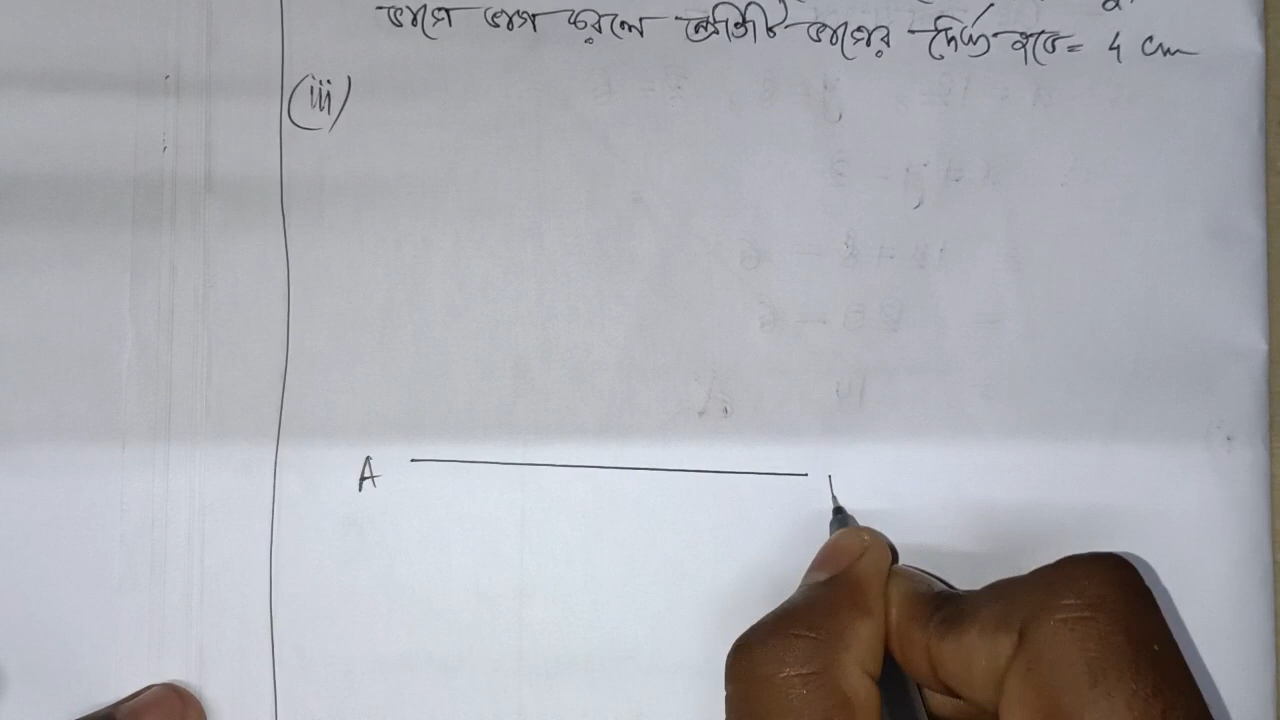 ভাগে ভাগ করলে প্রতিটি ভাগের দৈর্ঘ্য হবে = 4 cm
(iii)
A